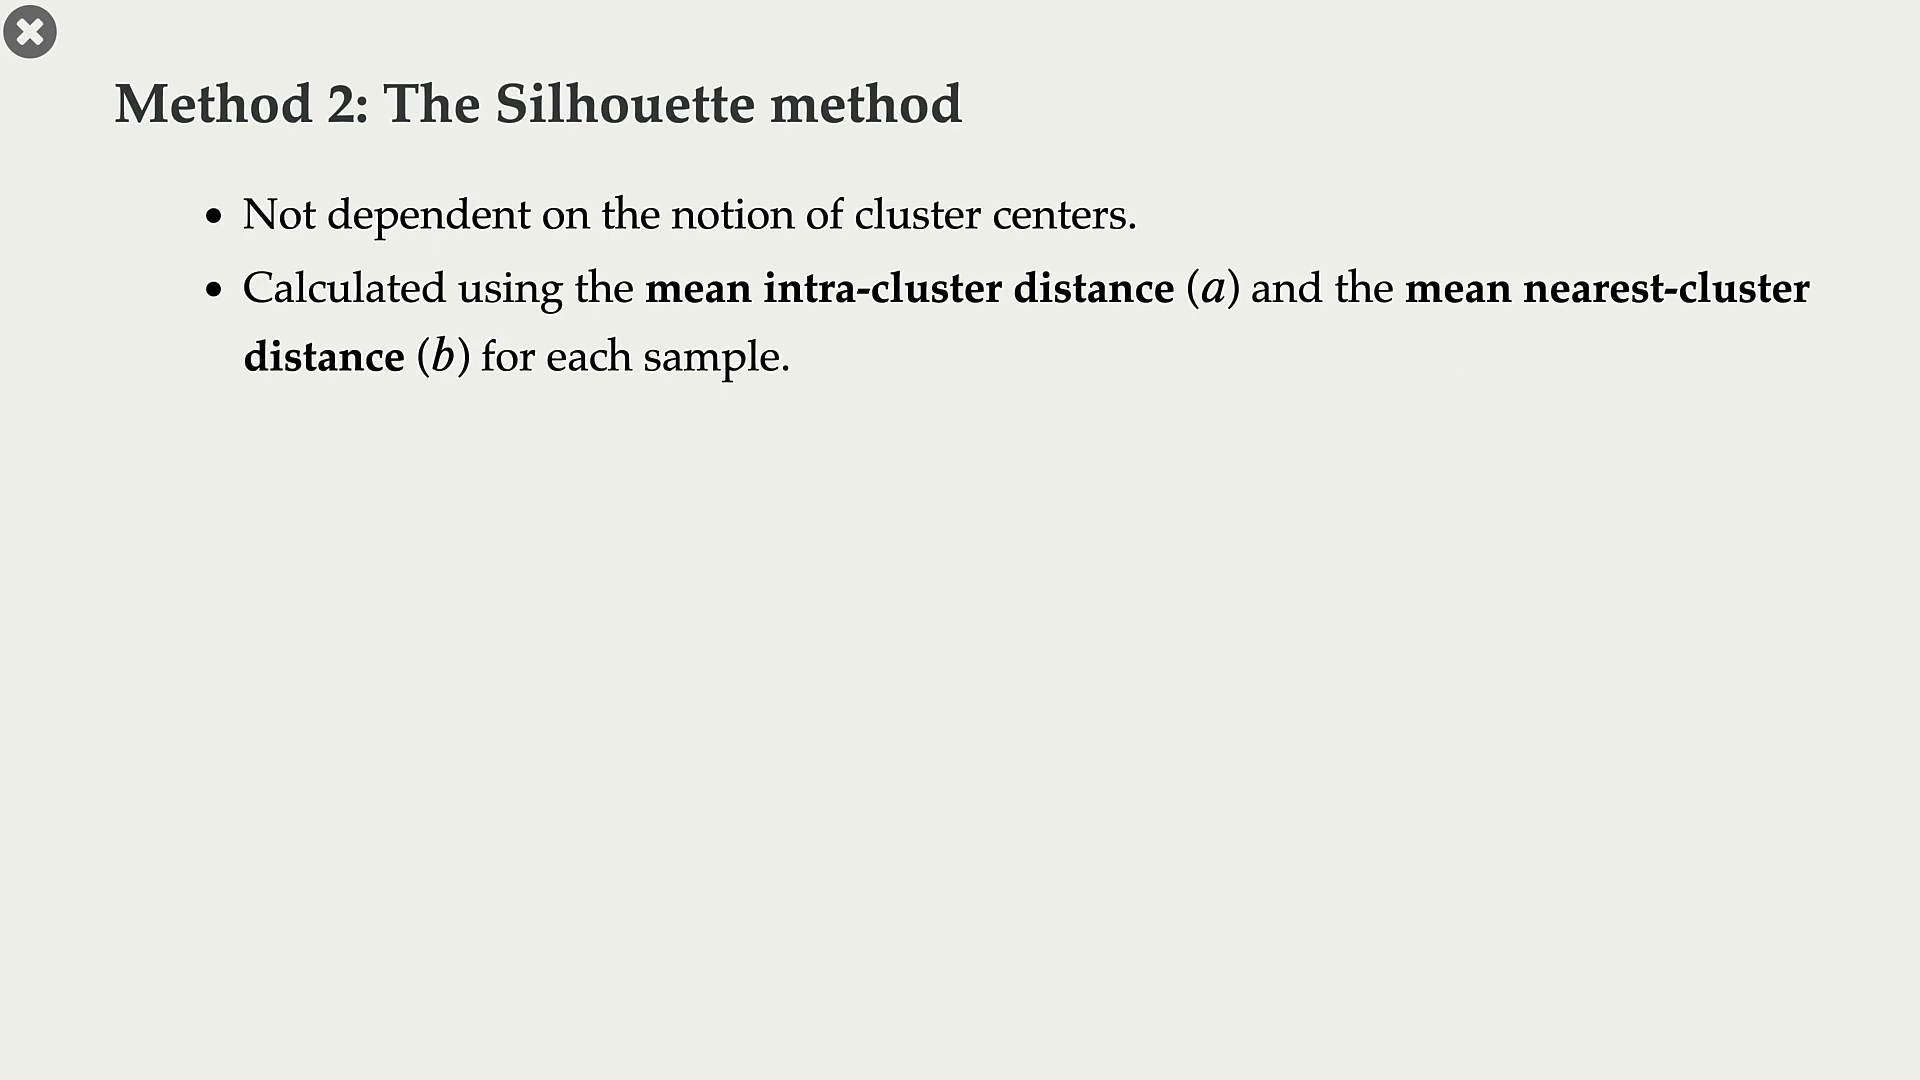 Method 2: The Silhouette method
• Not dependent on the notion of cluster centers.
• Calculated using the mean intra-cluster distance (a) and the mean nearest-cluster
distance (b) for each sample.